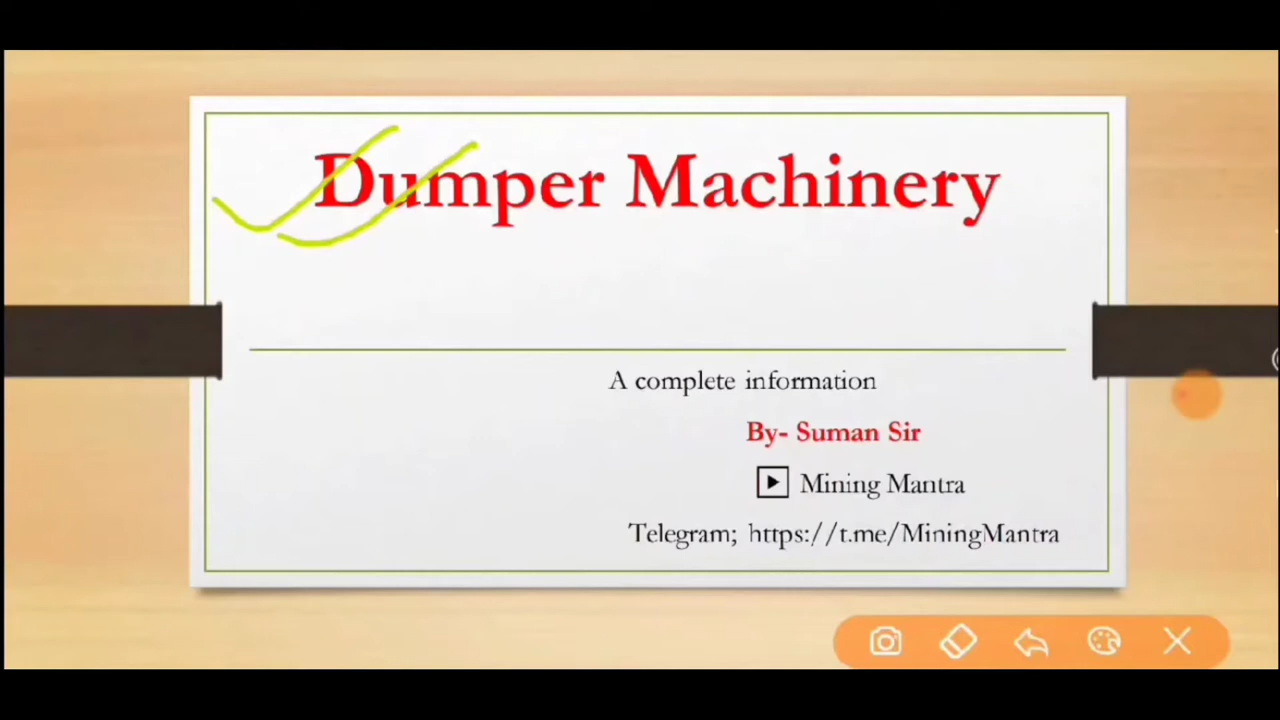 Dumper Machinery
A complete information
By- Suman Sir
Mining Mantra
Telegram; https://t.me/MiningMantra